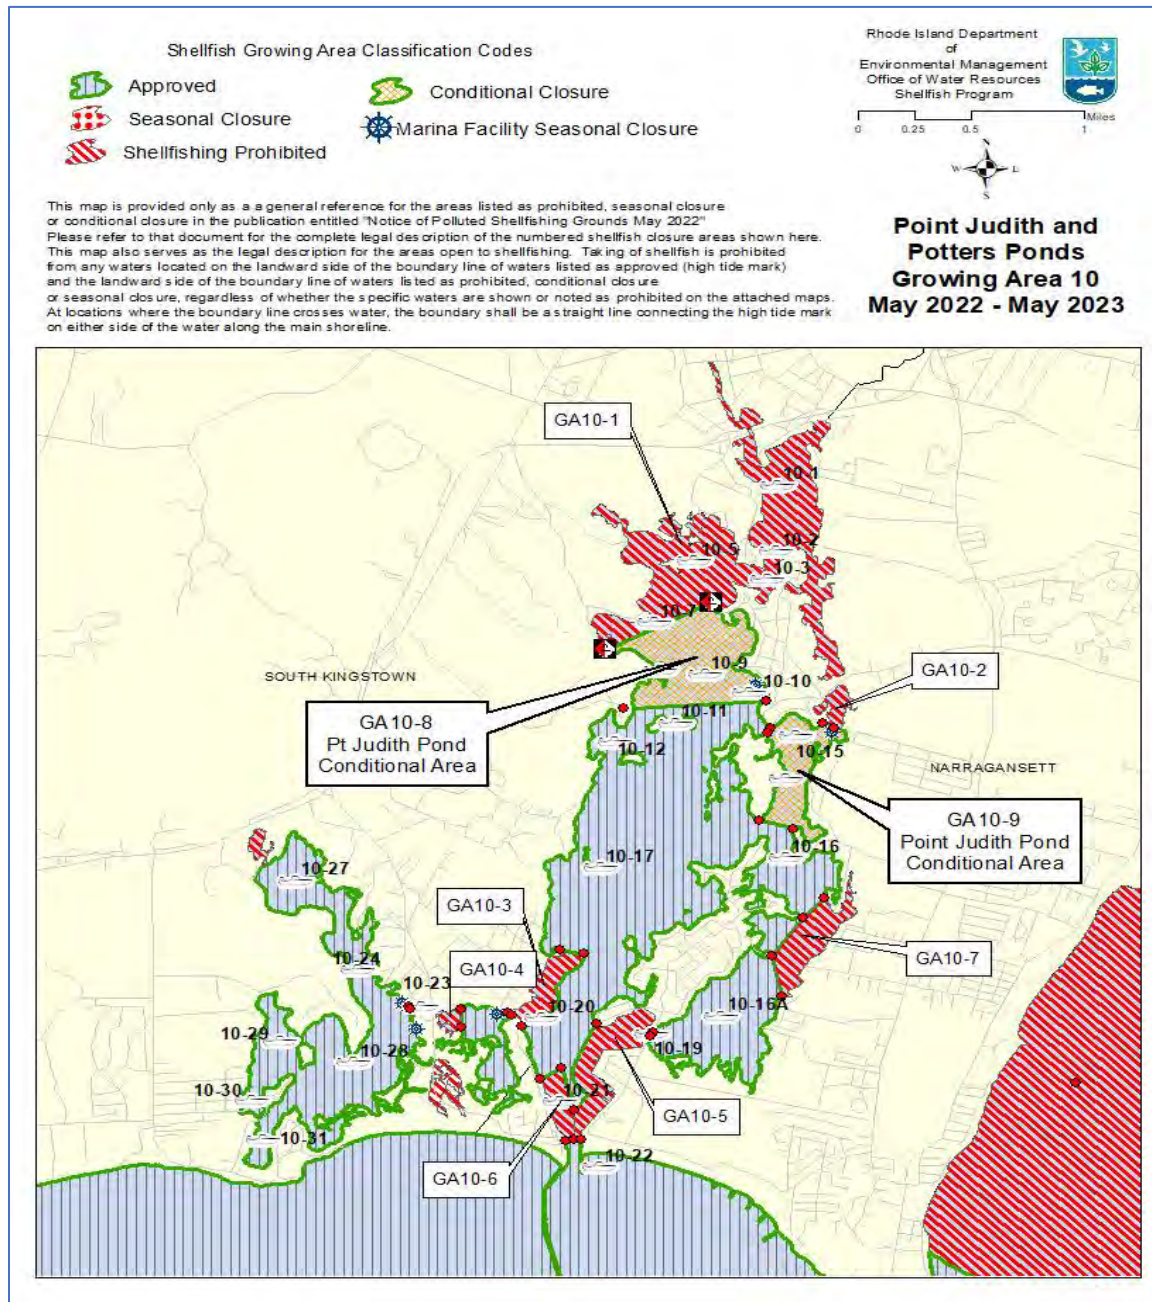 Shellfish Growing Area Classification Codes
Approved
Seasonal Closure
Shellfishing Prohibited
Conditional Closure
Marina Facility Seasonal Closure
Rhode Island Department
of
Environmental Management
Office of Water Resources
Shellfish Program
Miles
0 0.25 0.5 1
W
S
This map is provided only as a a general reference for the areas listed as prohibited, seasonal closure
or conditional closure in the publication entitled "Notice of Polluted Shellfishing Grounds May 2022"
Please refer to that document for the complete legal description of the numbered shellfish closure areas shown here.
This map also serves as the legal description for the areas open to shellfishing. Taking of shellfish is prohibited
from any waters located on the landward side of the boundary line of waters listed as approved (high tide mark)
and the landward side of the boundary line of waters listed as prohibited, conditional closure
or seasonal closure, regardless of whether the specific waters are shown or noted as prohibited on the attached maps.
At locations where the boundary line crosses water, the boundary shall be a straight line connecting the high tide mark
on either side of the water along the main shoreline.
Point Judith and
Potters Ponds
Growing Area 10
May 2022 - May 2023
GA10-1
10-1
10-2
10-5
10-3
10-7
10-9
10-10
GA10-2
SOUTH KINGSTOWN
GA10-8
Pt Judith Pond
Conditional Area
10-11
10-12
10-15
NARRAGANSETT
GA10-9
Point Judith Pond
Conditional Area
10-16
10-17
10-27
GA10-3
GA10-4
GA10-7
10-24
10-23
10-20
10-16A
10-29
10-28
10-19
10-30
10-21
GA10-5
10-31
10-22
GA10-6